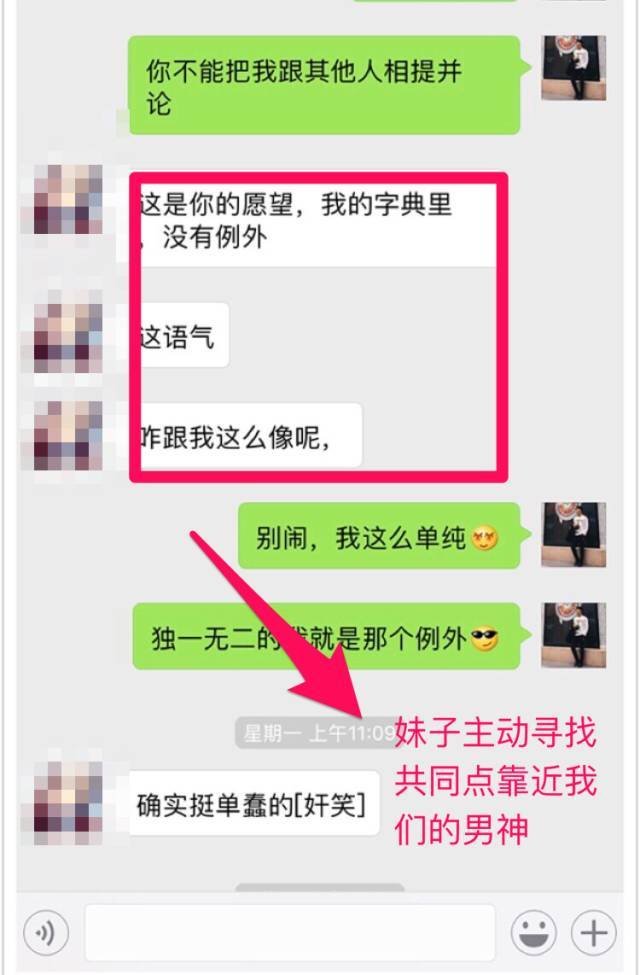 你不能把我跟其他人相提并
论
这是你的愿望，我的字典里
，没有例外
这语气
咋跟我这么像呢，
别闹，我这么单纯
独一无二的我就是那个例外
星期一 上午11:09
妹子主动寻找
共同点靠近我
们的男神
确实挺单蠢的[奸笑]